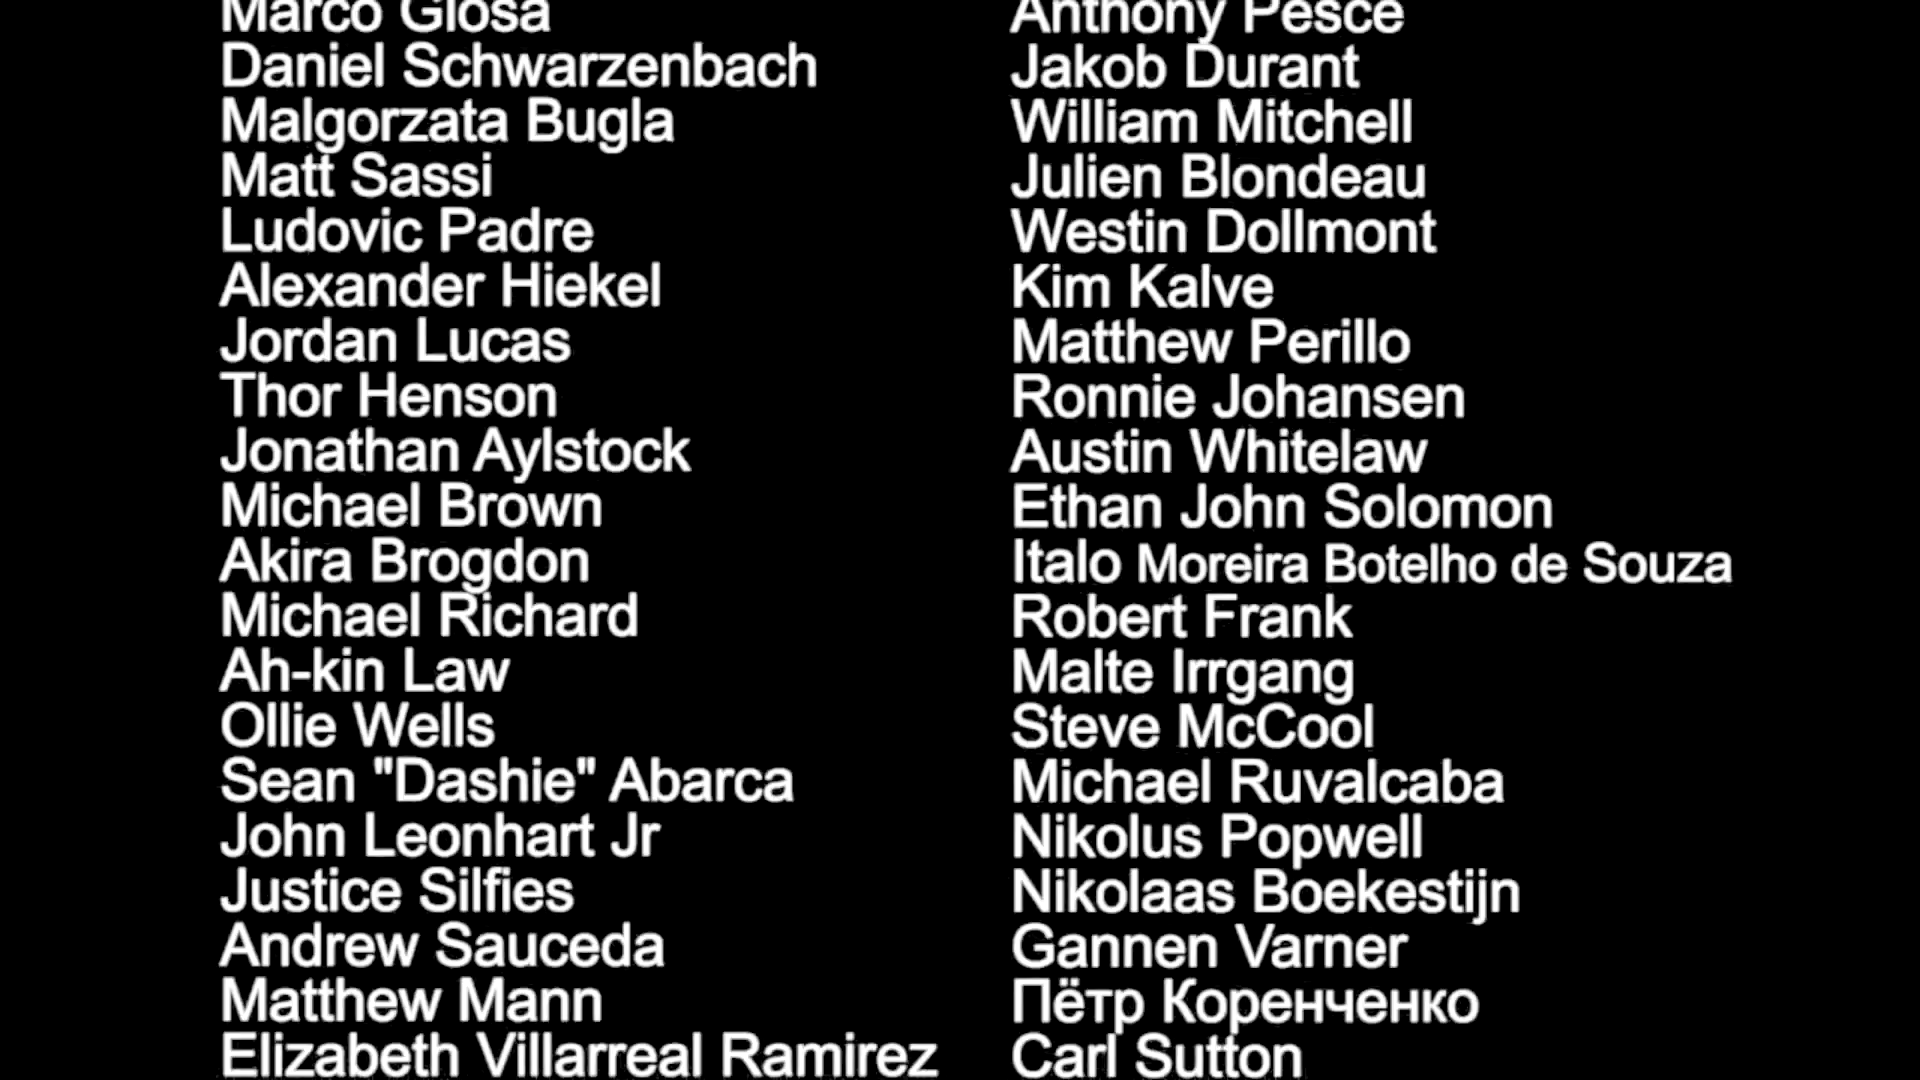 Marco Glosa
Daniel Schwarzenbach
Malgorzata Bugla
Matt Sassi
Ludovic Padre
Alexander Hiekel
Jordan Lucas
Thor Henson
Jonathan Aylstock
Michael Brown
Akira Brogdon
Michael Richard
Ah-kin Law
Ollie Wells
Sean "Dashie" Abarca
John Leonhart Jr
Justice Silfies
Andrew Sauceda
Matthew Mann
Elizabeth Villarreal Ramirez
Anthony Pesce
Jakob Durant
William Mitchell
Julien Blondeau
Westin Dollmont
Kim Kalve
Matthew Perillo
Ronnie Johansen
Austin Whitelaw
Ethan John Solomon
Italo Moreira Botelho de Souza
Robert Frank
Malte Irrgang
Steve McCool
Michael Ruvalcaba
Nikolus Popwell
Nikolaas Boekestijn
Gannen Varner
Пётр Коренченко
Carl Sutton